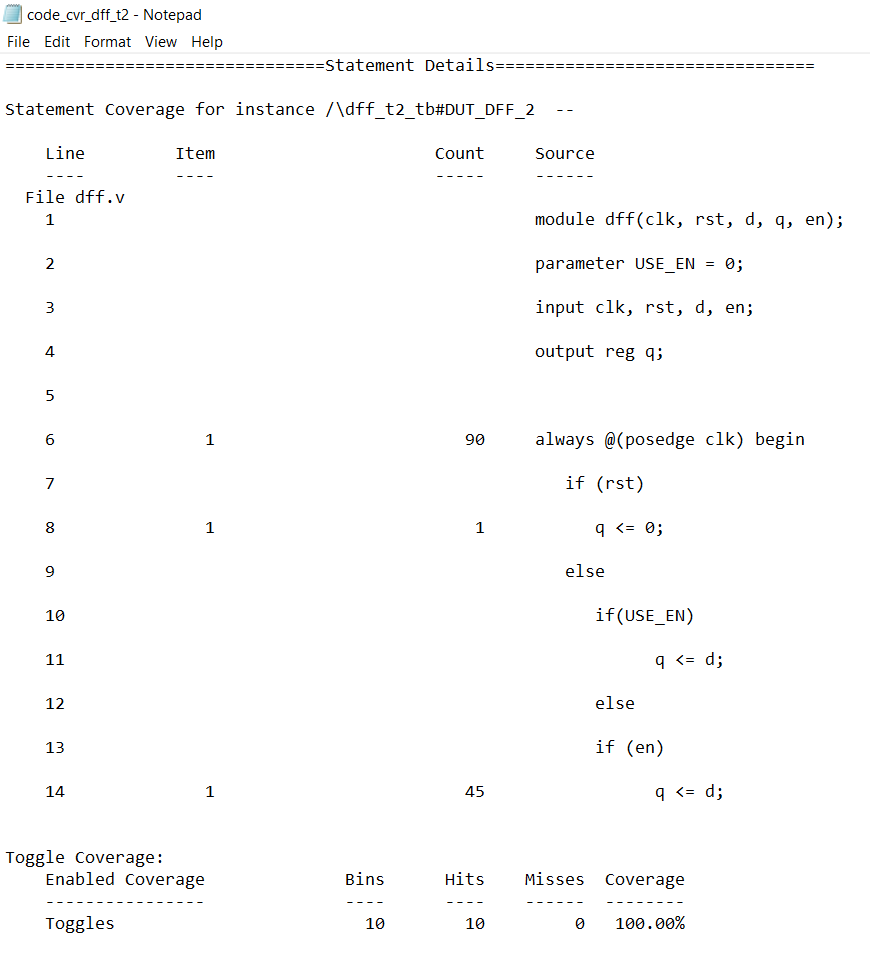 code_cvr_dff_t2 - Notepad
File Edit Format View Help
================================Statement Details================================
Statement Coverage for instance /\dff_t2_tb#DUT_DFF_2 --
Line Item Count Source
---- ---- ----- ------
File dff.v
1 module dff(clk, rst, d, q, en);
2 parameter USE_EN = 0;
3 input clk, rst, d, en;
4 output reg q;
5
6 1 90 always @(posedge clk) begin
7 if (rst)
8 1 1 q <= 0;
9 else
10 if(USE_EN)
11 q <= d;
12 else
13 if (en)
14 1 45 q <= d;
Toggle Coverage:
Enabled Coverage Bins Hits Misses Coverage
---------------- ---- ---- ------ --------
Toggles 10 10 0 100.00%